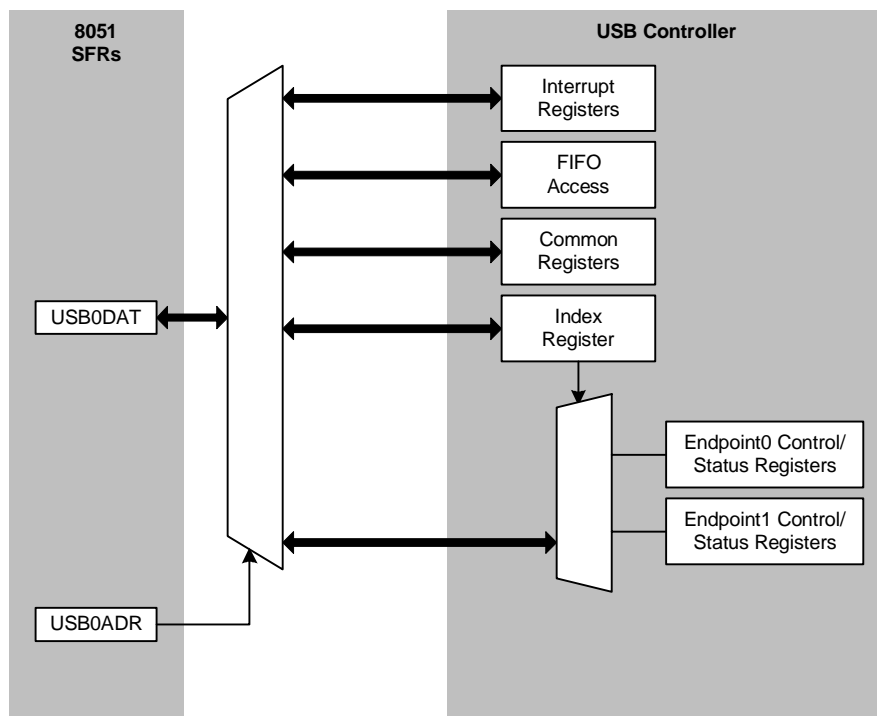 8051
SFRs
USB Controller
Interrupt
Registers
FIFO
Access
Common
Registers
USB0DAT
Index
Register
Endpoint0 Control/
Status Registers
Endpoint1 Control/
Status Registers
USB0ADR